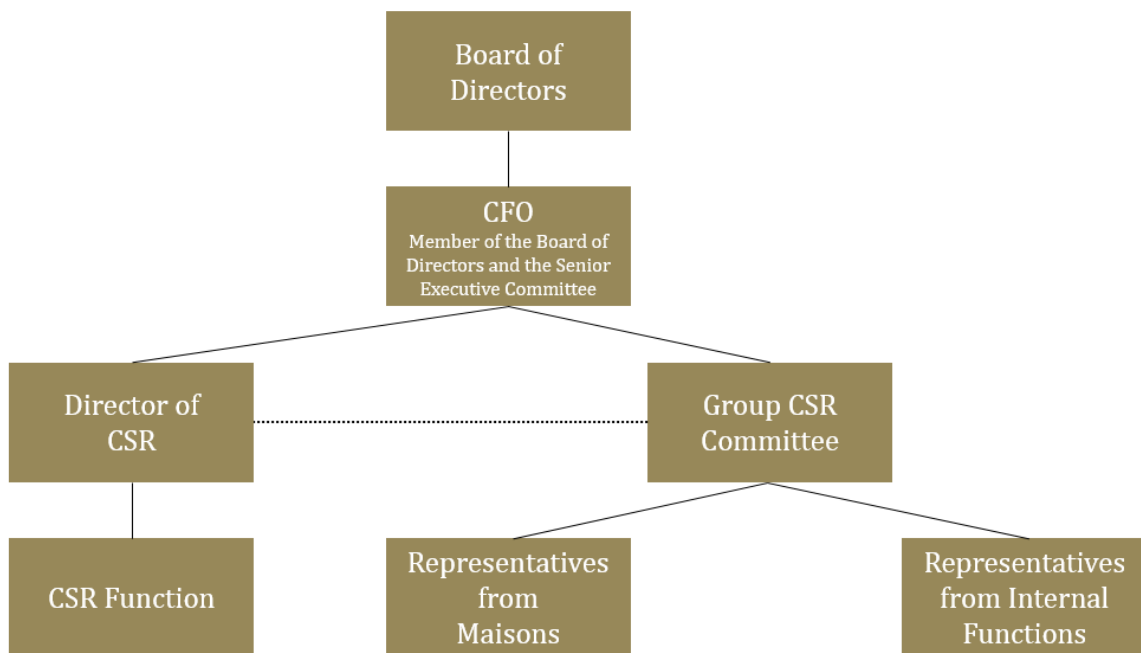 Board of
Directors
CFO
Member of the Board of
Directors and the Senior
Executive Committee
Director of
CSR
Group CSR
Committee
CSR Function
Representatives
from
Maisons
Representatives
from Internal
Functions